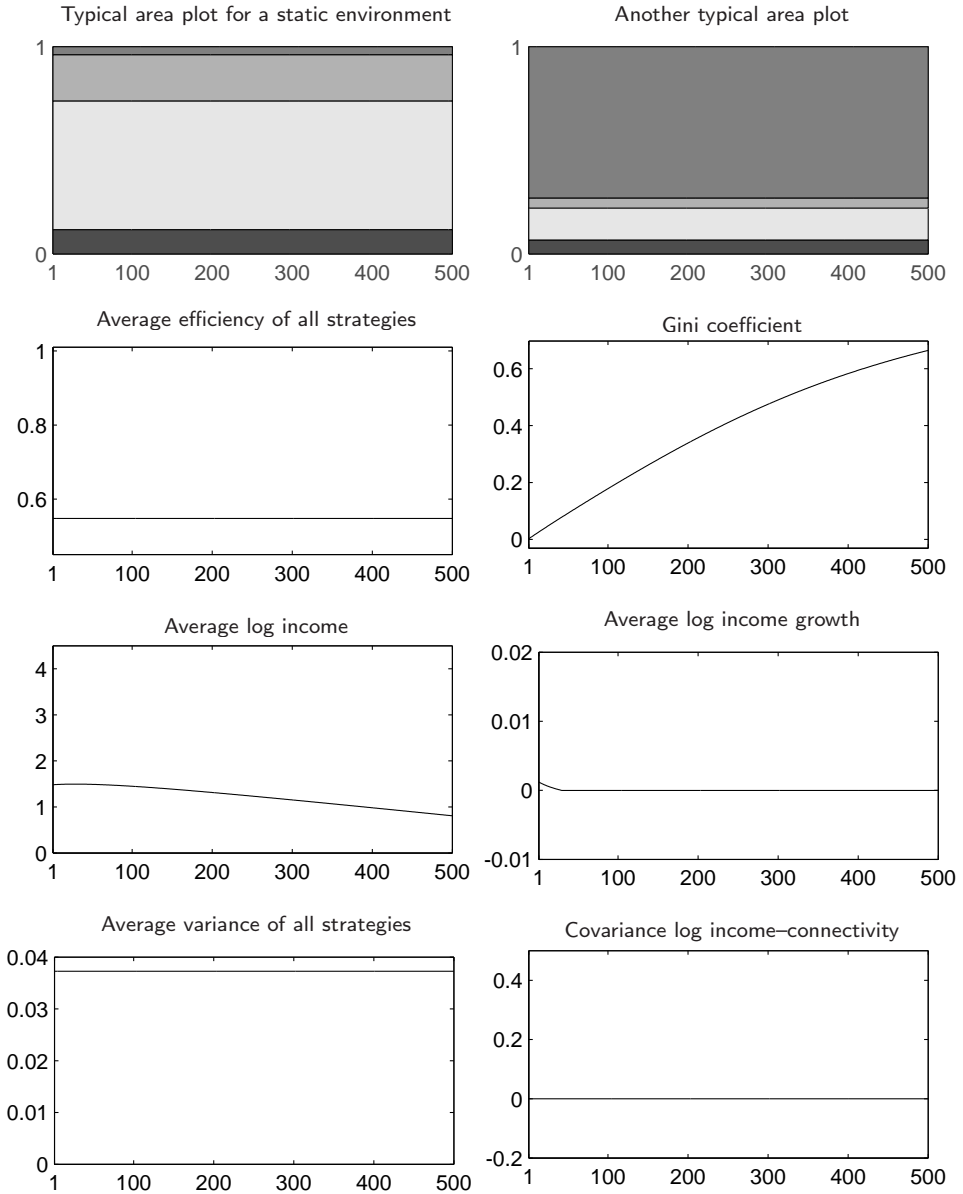 Typical area plot for a static environment
1
0
1 100 200 300 400 500
Another typical area plot
1
0
1 100 200 300 400 500
Average efficiency of all strategies
1
0.8
0.6
1 100 200 300 400 500
Gini coefficient
0.6
0.4
0.2
0
1 100 200 300 400 500
Average log income
4
3
2
1
0
1 100 200 300 400 500
Average log income growth
0.02
0.01
0
-0.01
1 100 200 300 400 500
Average variance of all strategies
0.04
0.03
0.02
0.01
0
1 100 200 300 400 500
Covariance log income–connectivity
0.4
0.2
0
-0.2
1 100 200 300 400 500